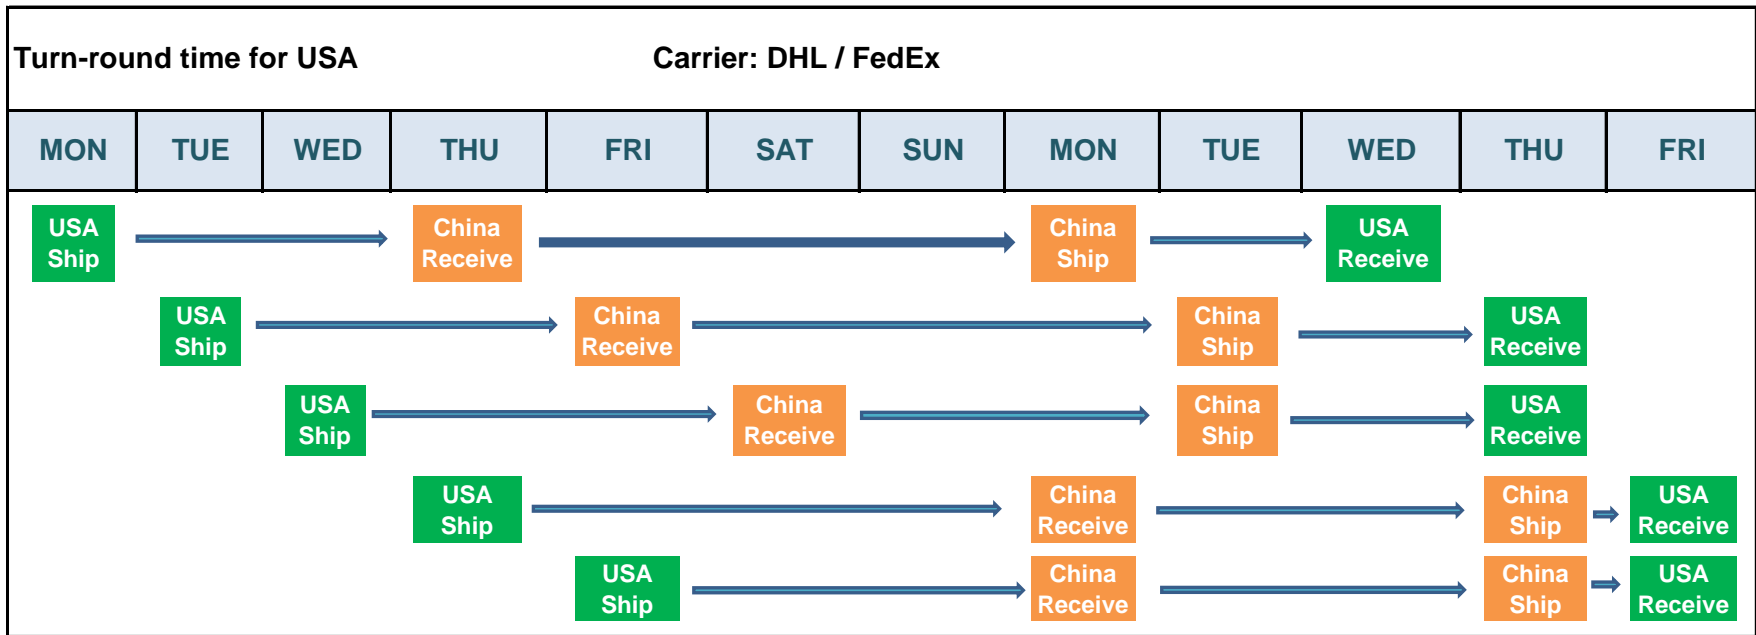 Turn-round time for USA Carrier: DHL / FedEx
MON TUE WED THU FRI SAT SUN MON TUE WED THU FRI
USA
Ship
China
Receive
China
Ship
USA
Receive
USA
Ship
China
Receive
China
Ship
USA
Receive
USA
Ship
China
Receive
China
Ship
USA
Receive
USA
Ship
China
Receive
China
Ship
USA
Receive
USA
Ship
China
Receive
China
Ship
USA
Receive